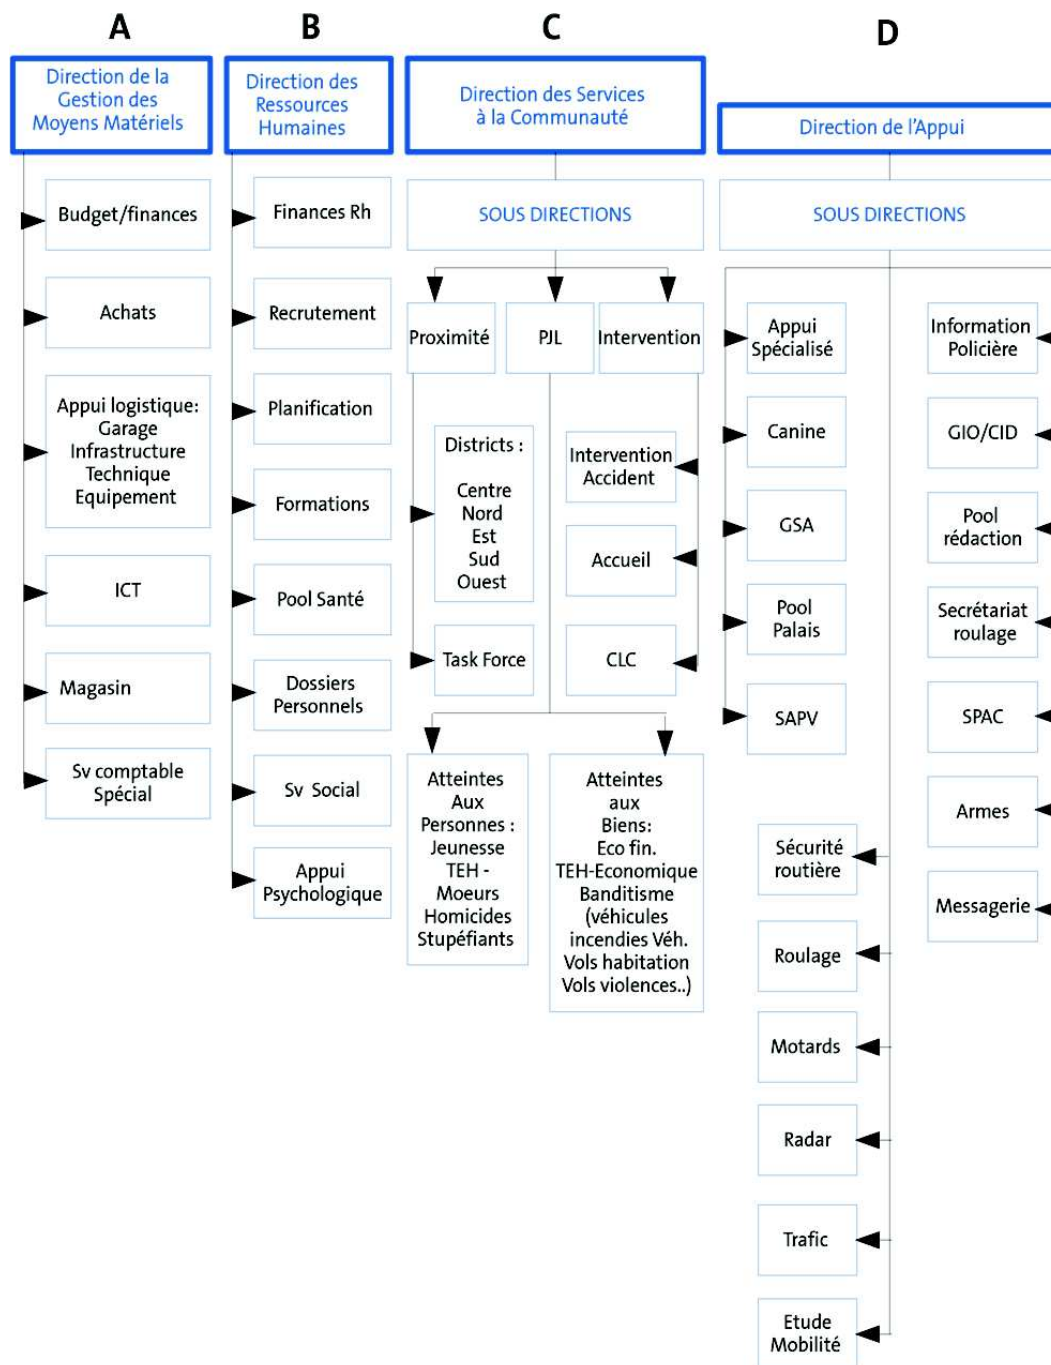 A
Direction de la
Gestion des
Moyens Matériels
Budget/finances
Achats
Appui logistique:
Garage
Infrastructure
Technique
Equipement
ICT
Magasin
Sv comptable
Spécial
B
Direction des
Ressources
Humaines
Finances Rh
Recrutement
Planification
Formations
Pool Santé
Dossiers
Personnels
Sv Social
Appui
Psychologique
C
Direction des Services
à la Communauté
SOUS DIRECTIONS
Proximité
PJL
Intervention
Districts :
Centre
Nord
Est
Sud
Ouest
Task Force
Intervention
Accident
Accueil
CLC
Atteintes
Aux
Personnes :
Jeunesse
TEH -
Moeurs
Homicides
Stupéfiants
Atteintes
aux
Biens:
Eco fin.
TEH-Economique
Banditisme
(véhicules
incendies Véh.
Vols habitation
Vols violences..)
D
Direction de l'Appui
SOUS DIRECTIONS
Appui
Spécialisé
Canine
GSA
Pool
Palais
SAPV
Sécurité
routière
Roulage
Motards
Radar
Trafic
Etude
Mobilité
Information
Policière
GIO/CID
Pool
rédaction
Secrétariat
roulage
SPAC
Armes
Messagerie